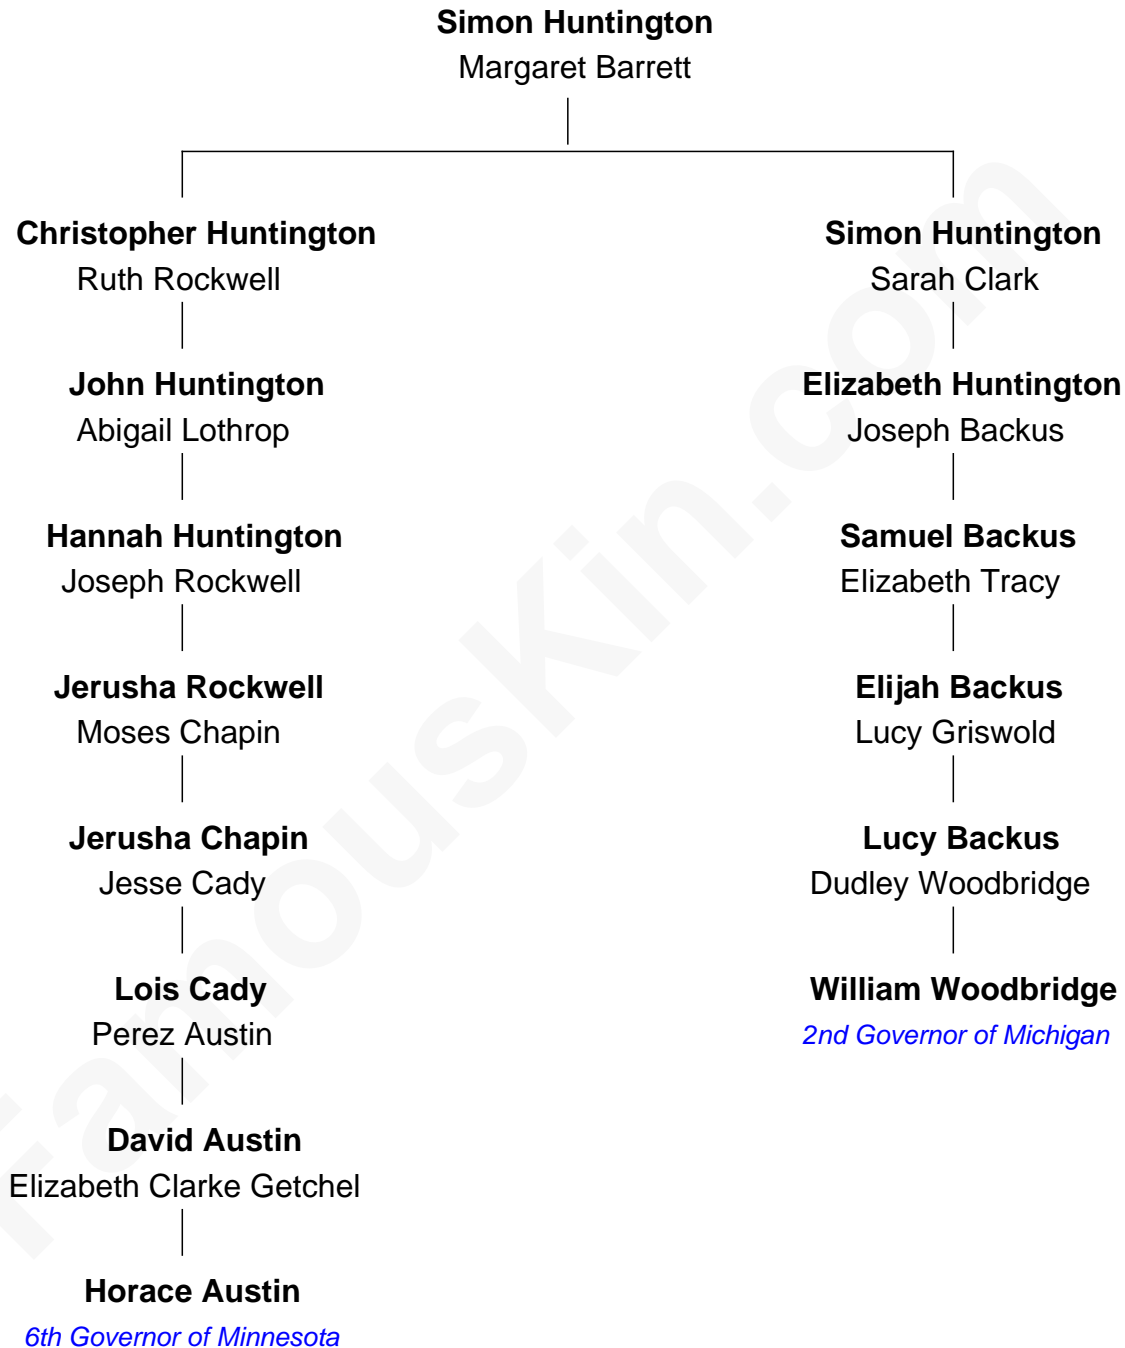 Simon Huntington
Margaret Barrett
Christopher Huntington
Ruth Rockwell
John Huntington
Abigail Lothrop
Hannah Huntington
Joseph Rockwell
Jerusha Rockwell
Moses Chapin
Jerusha Chapin
Jesse Cady
Lois Cady
Perez Austin
David Austin
Elizabeth Clarke Getchel
Horace Austin
6th Governor of Minnesota
Simon Huntington
Sarah Clark
Elizabeth Huntington
Joseph Backus
Samuel Backus
Elizabeth Tracy
Elijah Backus
Lucy Griswold
Lucy Backus
Dudley Woodbridge
William Woodbridge
2nd Governor of Michigan
FamousKin.com